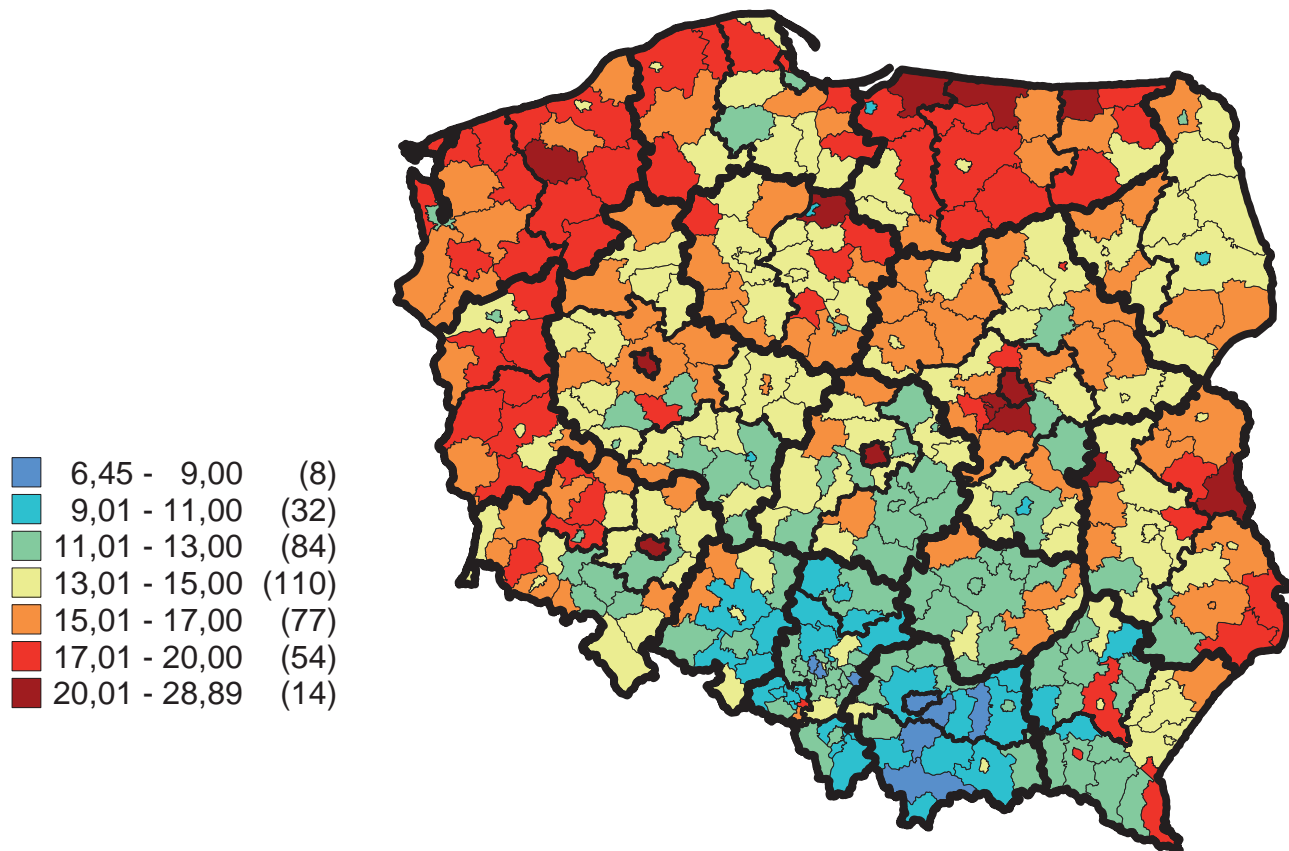 6,45 - 9,00 (8)
9,01 - 11,00 (32)
11,01 - 13,00 (84)
13,01 - 15,00 (110)
15,01 - 17,00 (77)
17,01 - 20,00 (54)
20,01 - 28,89 (14)